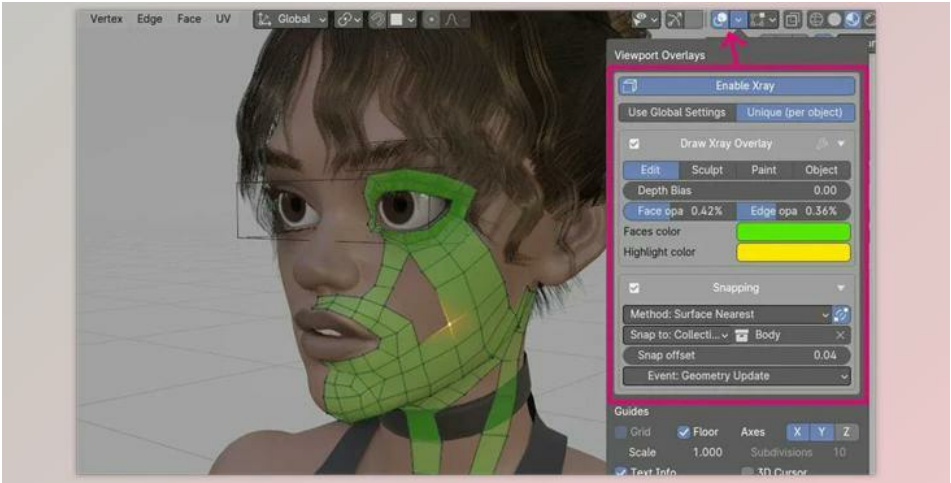 Vertex Edge Face UV Global
Viewport Overlays
Enable Xray
Use Global Settings Unique (per object)
Draw Xray Overlay
Edit Sculpt Paint Object
Depth Bias 0.00
Face opa 0.42% Edge opa 0.36%
Faces color
Highlight color
Snapping
Method: Surface Nearest
Snap to: Collecti... Body
Snap offset 0.04
Event: Geometry Update
Guides
Grid Floor Axes X Y Z
Scale 1.000 Subdivisions 10
Text Info 3D Cursor